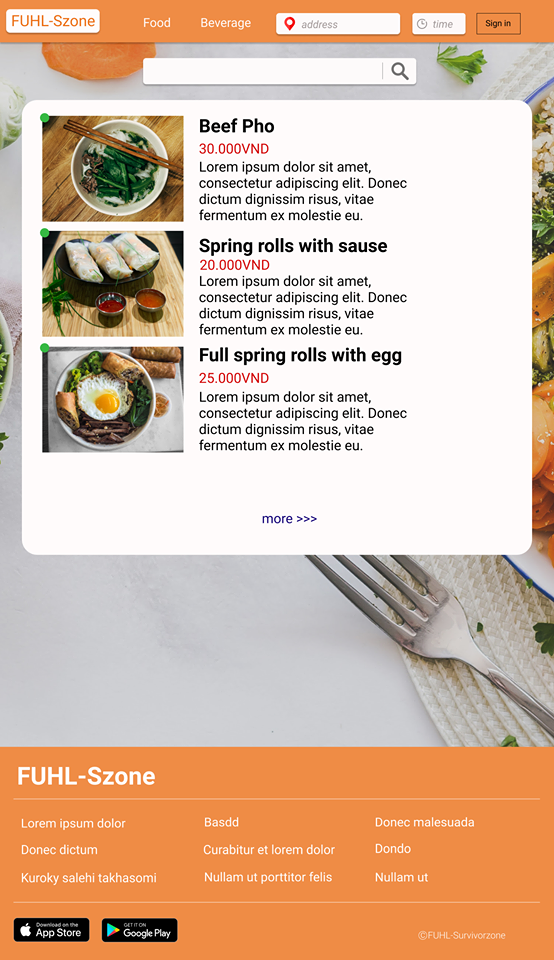 FUHL-Szone
Food
Beverage
address
time
Sign in
Beef Pho
30.000VND
Lorem ipsum dolor sit amet,
consectetur adipiscing elit. Donec
dictum dignissim risus, vitae
fermentum ex molestie eu.
Spring rolls with sause
20.000VND
Lorem ipsum dolor sit amet,
consectetur adipiscing elit. Donec
dictum dignissim risus, vitae
fermentum ex molestie eu.
Full spring rolls with egg
25.000VND
Lorem ipsum dolor sit amet,
consectetur adipiscing elit. Donec
dictum dignissim risus, vitae
fermentum ex molestie eu.
more >>>
FUHL-Szone
Lorem ipsum dolor
Basdd
Donec malesuada
Donec dictum
Curabitur et lorem dolor
Dondo
Kuroky salehi takhasomi
Nullam ut porttitor felis
Nullam ut
Download on the
App Store
GET IT ON
Google Play
©FUHL-Survivorzone